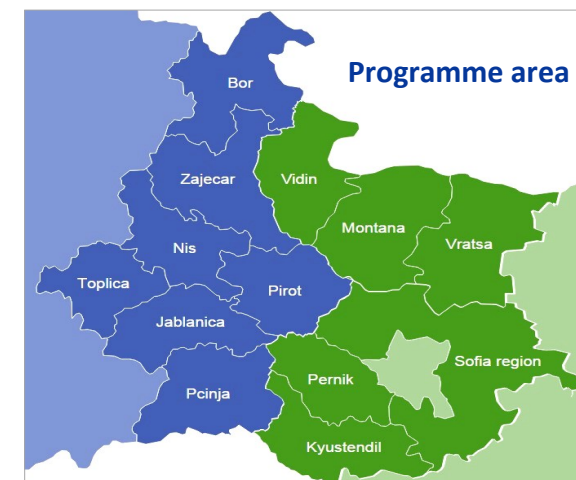 Bor
Programme area
Zajecar
Vidin
Montana
Nis
Vratsa
Toplica
Pirot
Jablanica
Sofia region
Pernik
Pcinja
Kyustendil